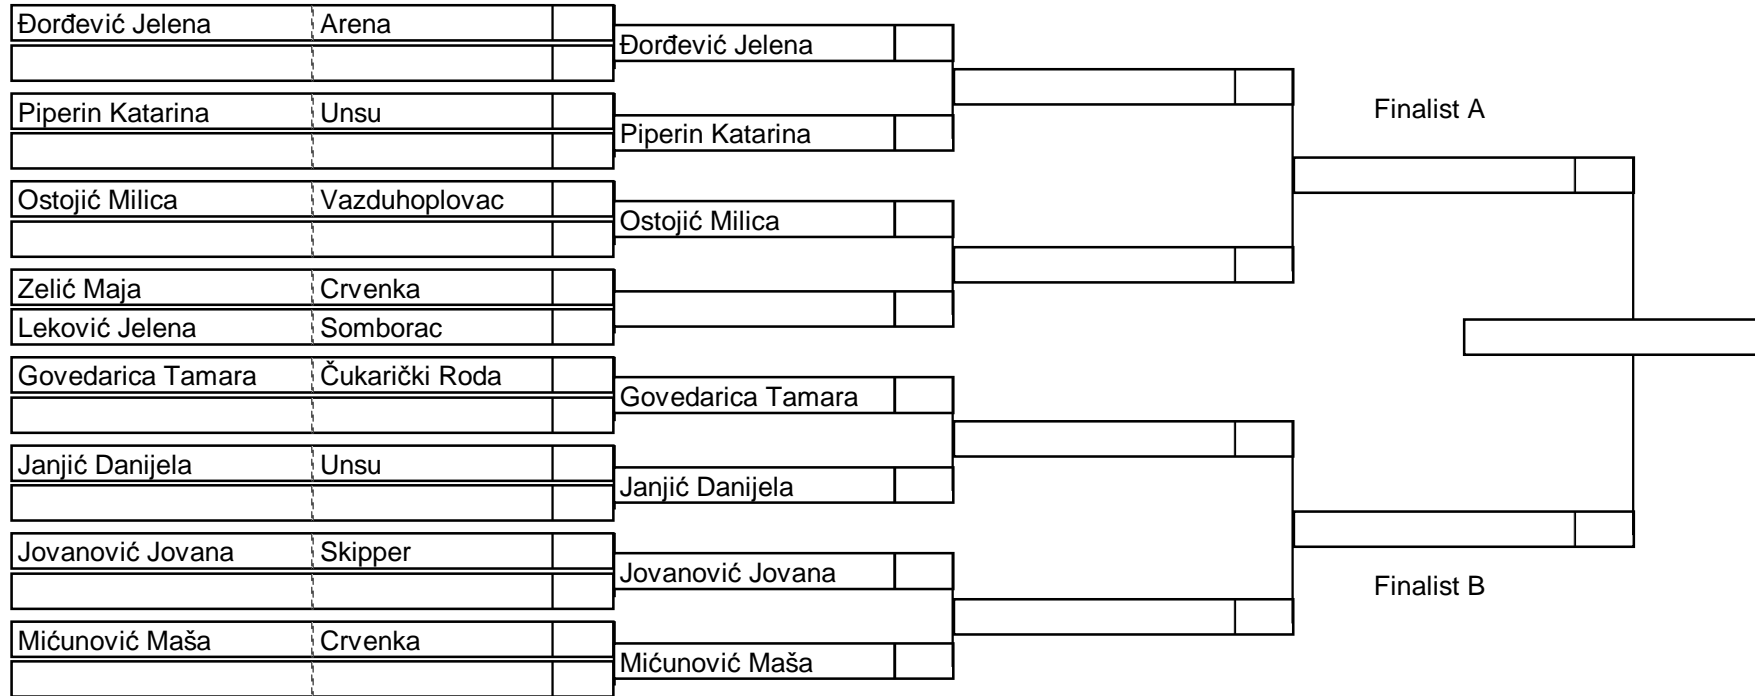 Đorđević Jelena Arena
Đorđević Jelena
Piperin Katarina Unsu
Finalist A
Piperin Katarina
Ostojić Milica Vazduhoplovac
Ostojić Milica
Zelić Maja Crvenka
Leković Jelena Somborac
Govedarica Tamara Čukarički Roda
Govedarica Tamara
Janjić Danijela Unsu
Janjić Danijela
Jovanović Jovana Skipper
Jovanović Jovana
Finalist B
Mićunović Maša Crvenka
Mićunović Maša